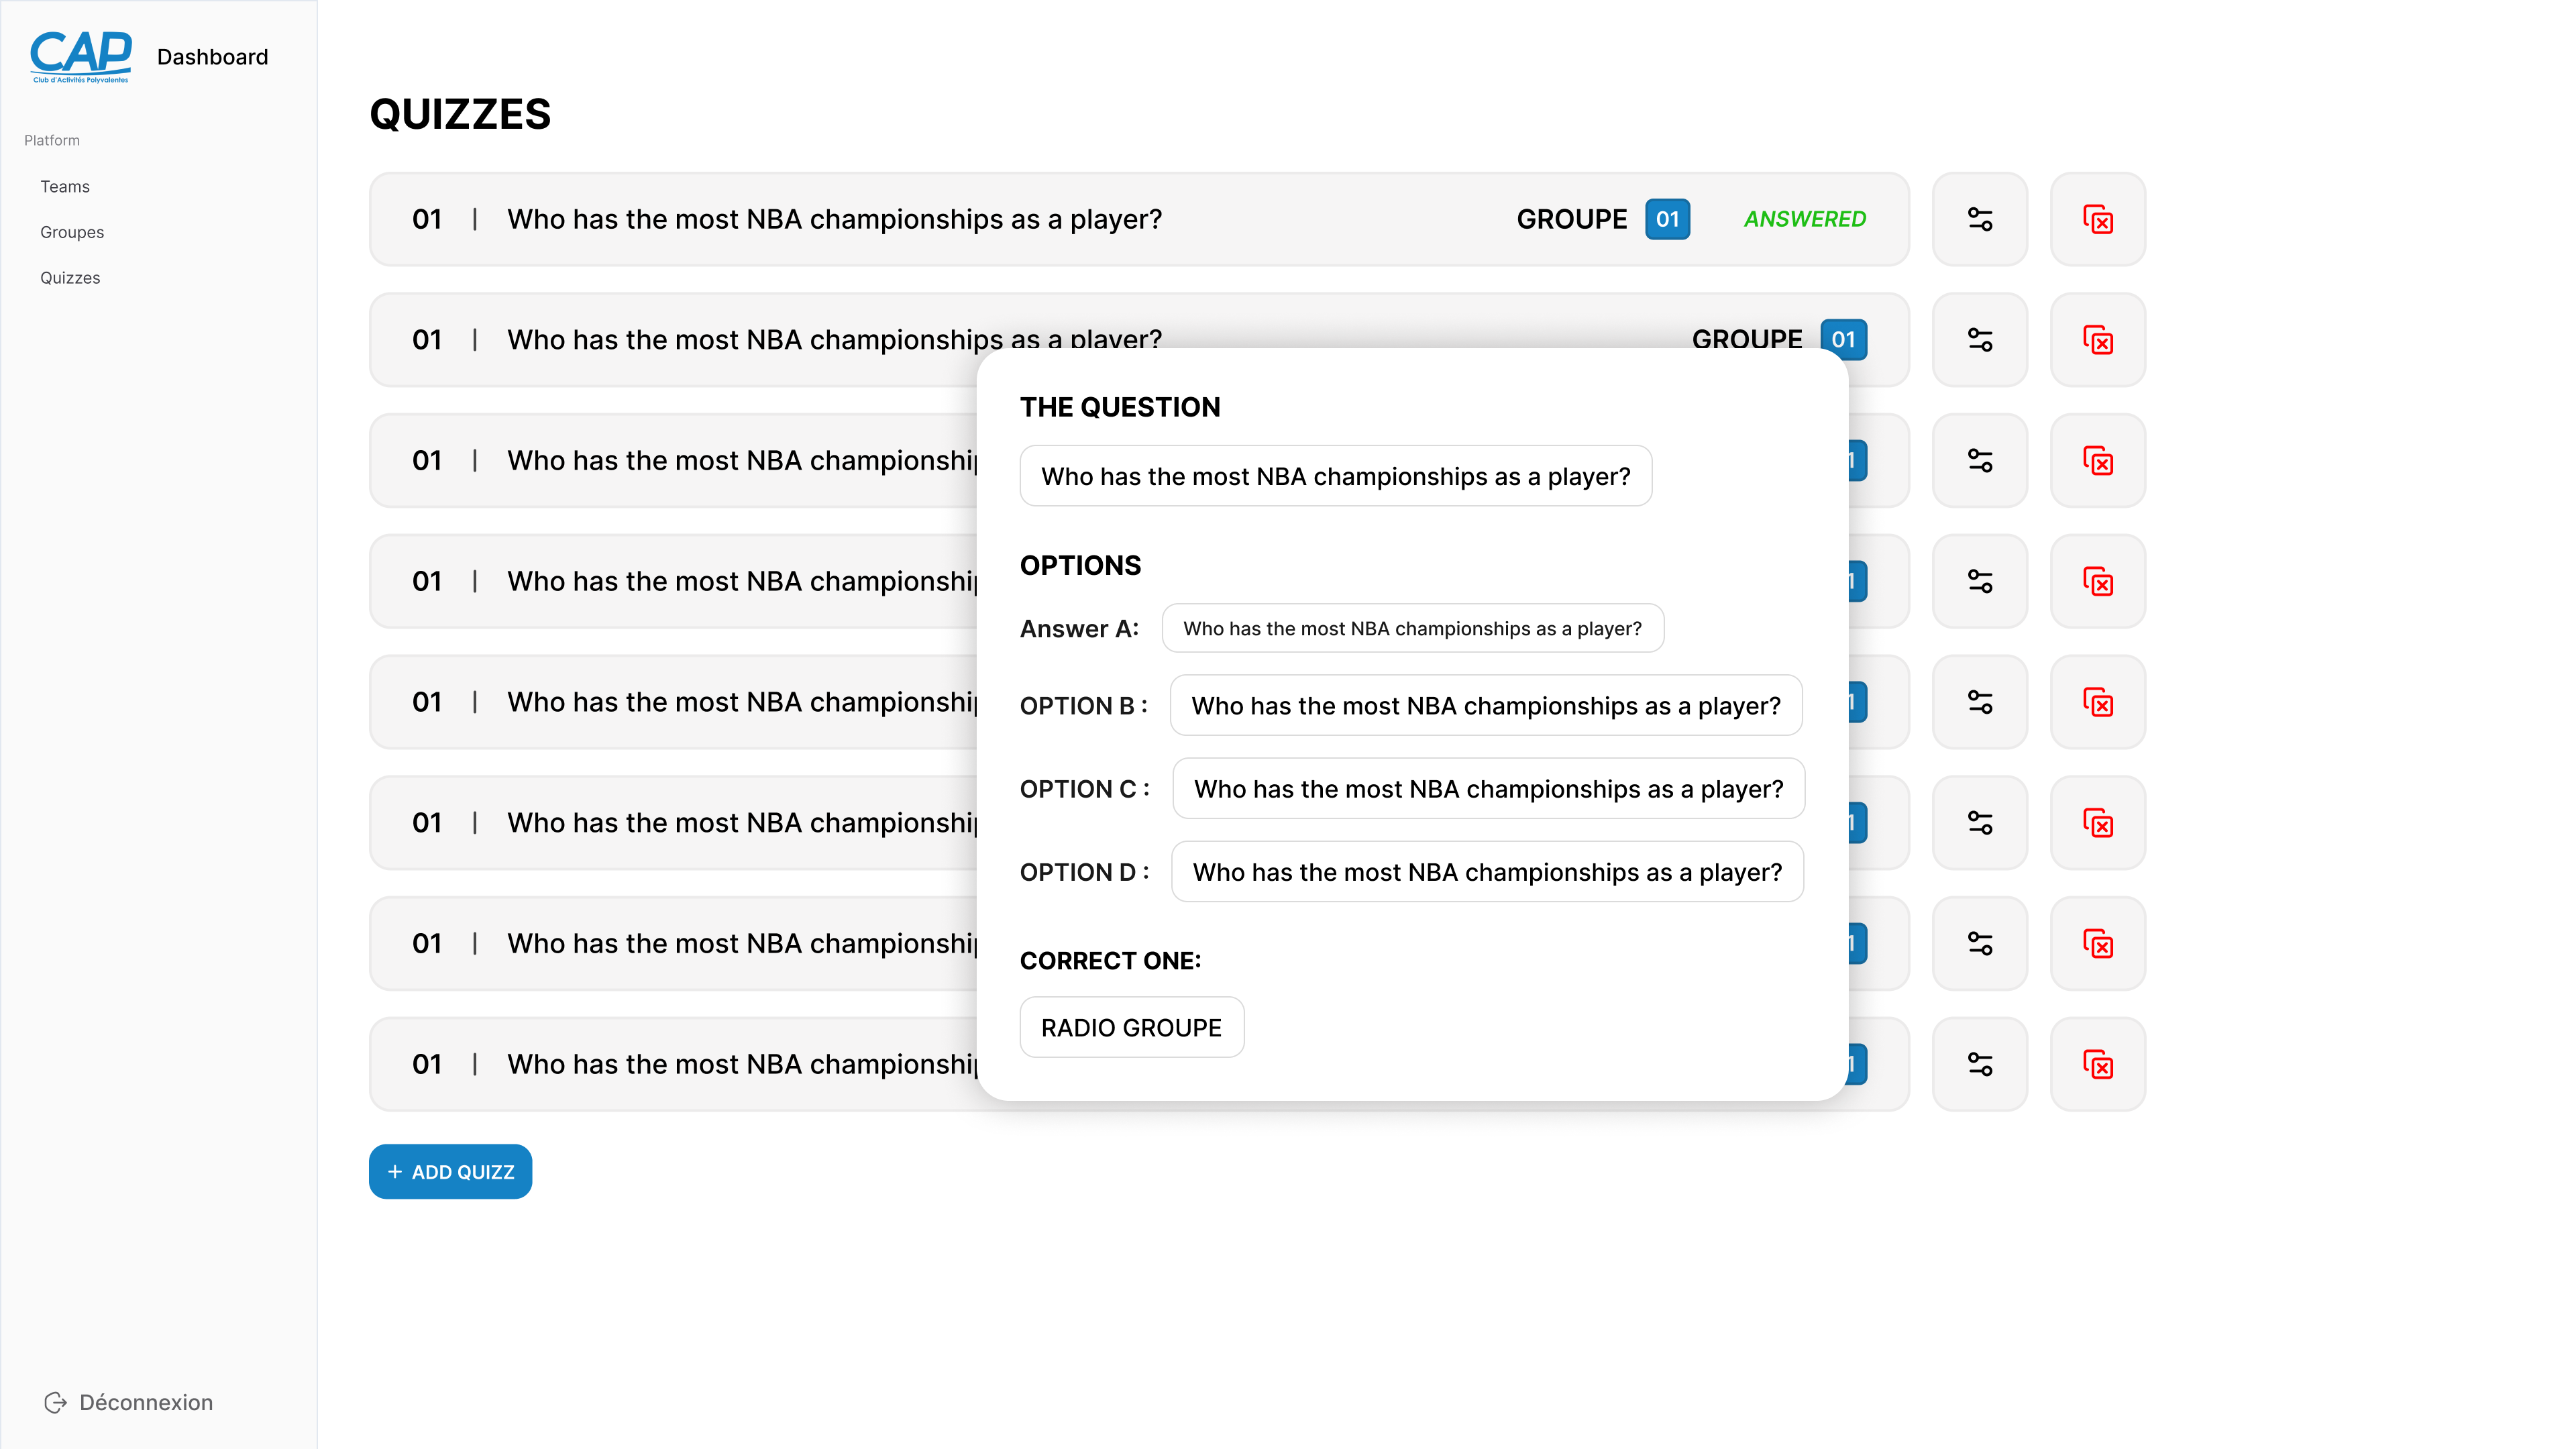 CAP
Club d'Activités Polyvalentes
Dashboard
Platform
Teams
Groupes
Quizzes
Déconnexion
QUIZZES
01 | Who has the most NBA championships as a player? GROUPE 01 ANSWERED
01 | Who has the most NBA championships as a player? GROUPE 01
01 | Who has the most NBA championship
01 | Who has the most NBA championship
01 | Who has the most NBA championship
01 | Who has the most NBA championship
01 | Who has the most NBA championship
01 | Who has the most NBA championship
+ ADD QUIZZ
THE QUESTION
Who has the most NBA championships as a player?
OPTIONS
Answer A: Who has the most NBA championships as a player?
OPTION B : Who has the most NBA championships as a player?
OPTION C : Who has the most NBA championships as a player?
OPTION D : Who has the most NBA championships as a player?
CORRECT ONE:
RADIO GROUPE